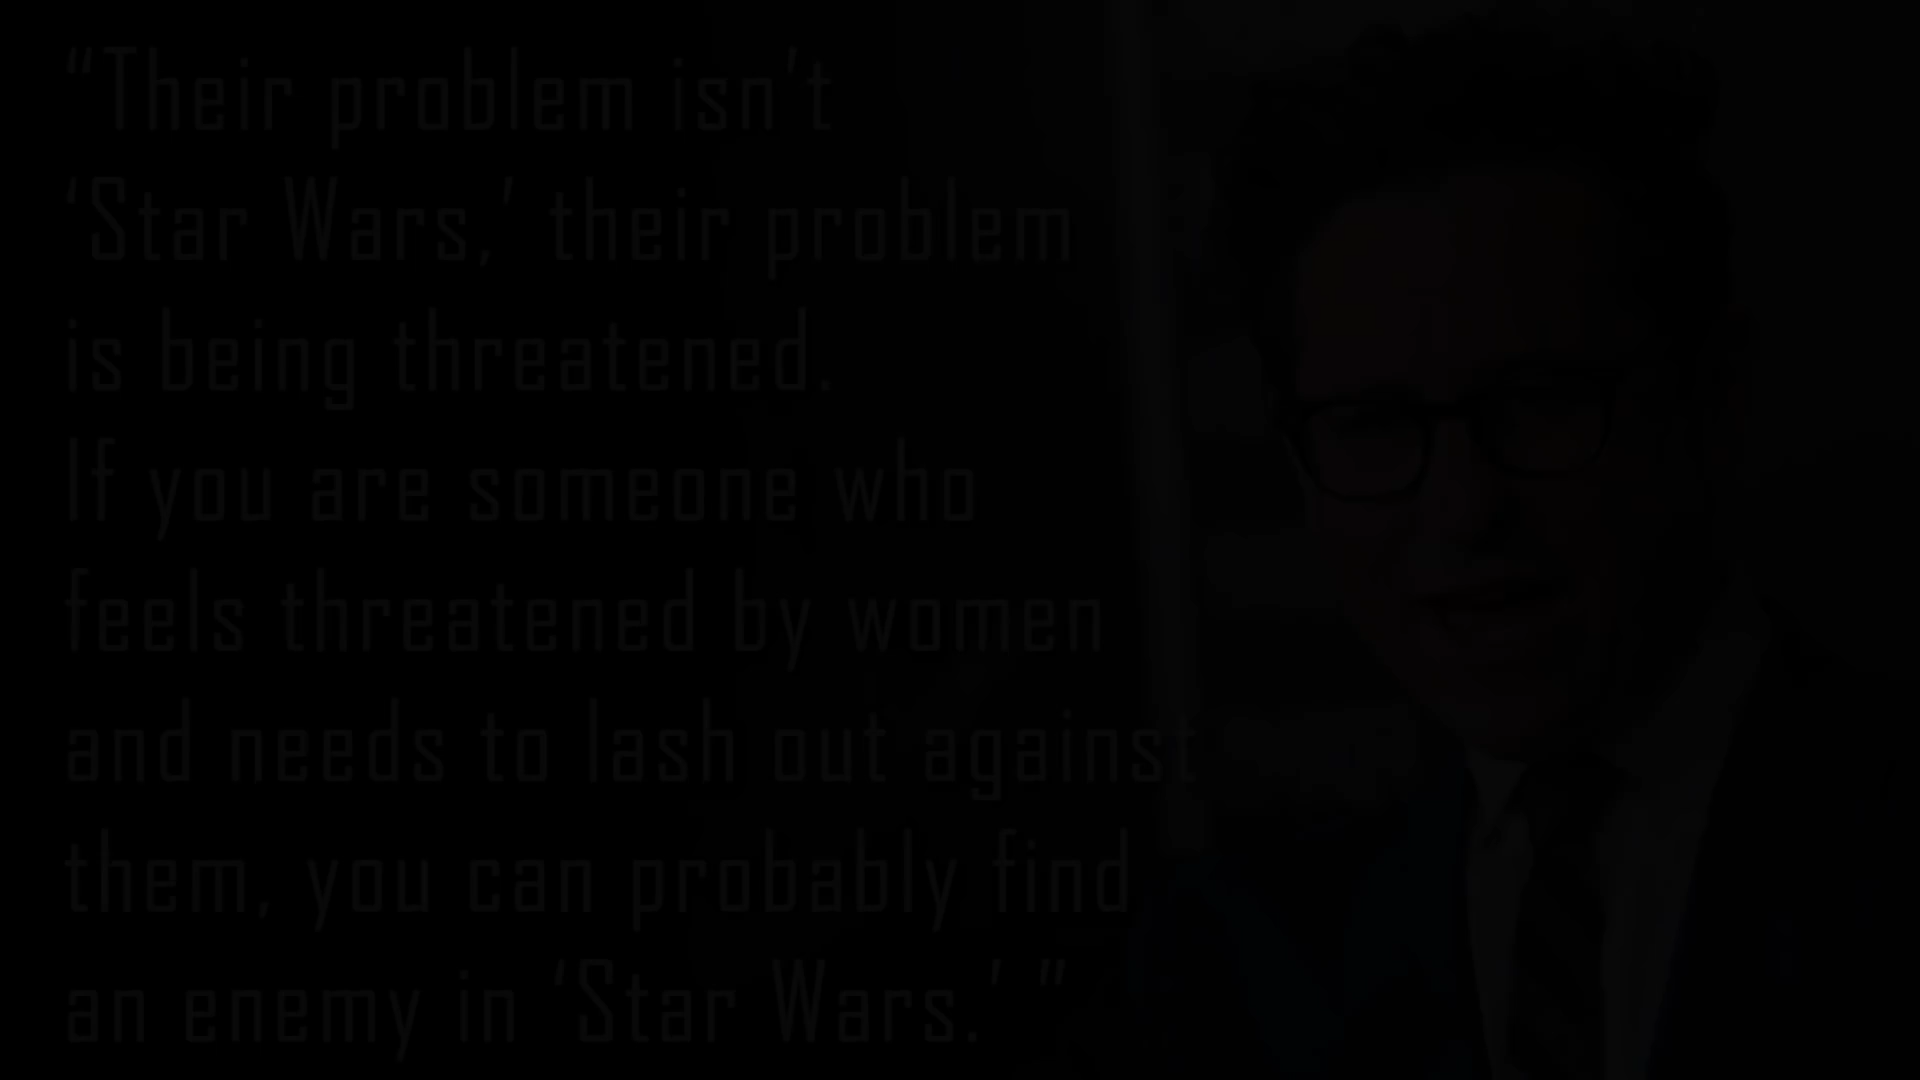 “Their problem isn’t
‘Star Wars,’ their problem
is being threatened.
If you are someone who
feels threatened by women
and needs to lash out against
them, you can probably find
an enemy in ‘Star Wars.’ ”